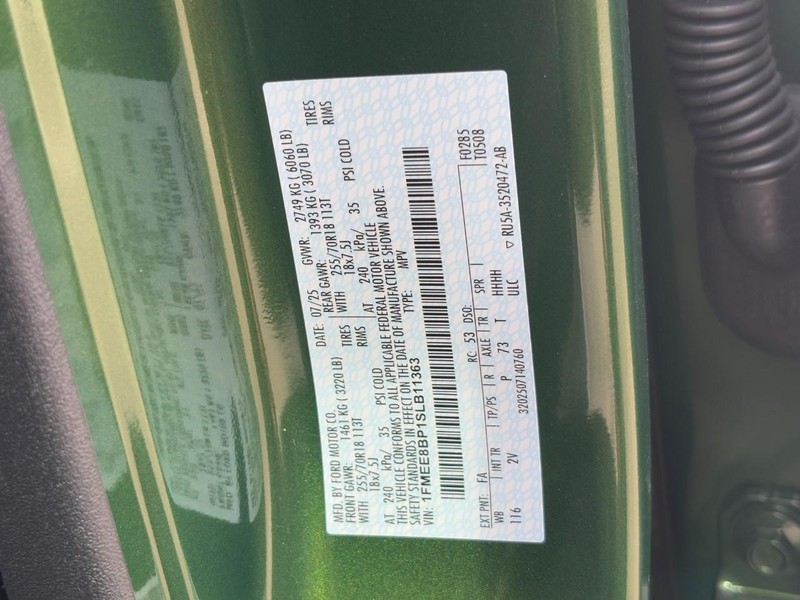 MFD. BY FORD MOTOR CO.
DATE: 07/25 GVWR: 2749 KG ( 6060 LB)
FRONT GAWR: 1461 KG ( 3220 LB) REAR GAWR: 1393 KG ( 3070 LB)
WITH 255/70R18 113T TIRES WITH 255/70R18 113T TIRES
18x7.5J RIMS 18x7.5J RIMS
AT 240 kPa/ 35 PSI COLD AT 240 kPa/ 35 PSI COLD
THIS VEHICLE CONFORMS TO ALL APPLICABLE FEDERAL MOTOR VEHICLE
SAFETY STANDARDS IN EFFECT ON THE DATE OF MANUFACTURE SHOWN ABOVE.
VIN: 1FMEE8BP1SLB11363 TYPE: MPV
F0285
T0508
EXT PNT: FA RC: 53 DSO:
WB INT TR TP/PS R AXLE TR SPR
116 2V P 73 T HHHH
ULC
3202507140760 ▽ RU5A-3520472-AB